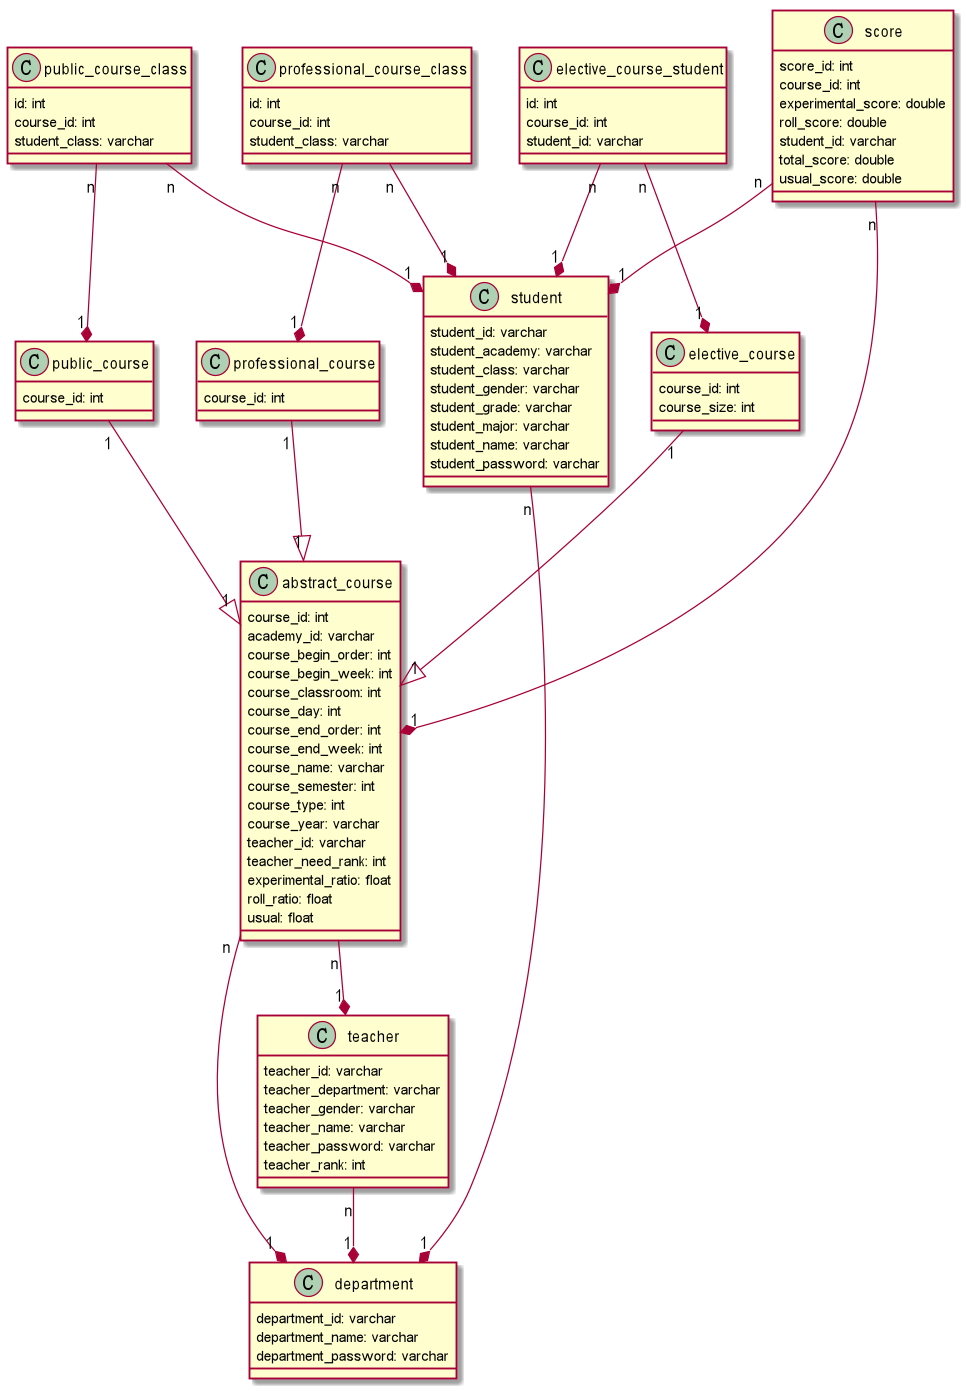 C public_course_class
id: int
course_id: int
student_class: varchar
C professional_course_class
id: int
course_id: int
student_class: varchar
C elective_course_student
id: int
course_id: int
student_id: varchar
C score
score_id: int
course_id: int
experimental_score: double
roll_score: double
student_id: varchar
total_score: double
usual_score: double
n
n
n
n
n
n
n
n
1
1
1
1
1
1
1
C public_course
course_id: int
C professional_course
course_id: int
C student
student_id: varchar
student_academy: varchar
student_class: varchar
student_gender: varchar
student_grade: varchar
student_major: varchar
student_name: varchar
student_password: varchar
C elective_course
course_id: int
course_size: int
1
1
n
1
1
1
1
1
C abstract_course
course_id: int
academy_id: varchar
course_begin_order: int
course_begin_week: int
course_classroom: int
course_day: int
course_end_order: int
course_end_week: int
course_name: varchar
course_semester: int
course_type: int
course_year: varchar
teacher_id: varchar
teacher_need_rank: int
experimental_ratio: float
roll_ratio: float
usual: float
n
n
1
C teacher
teacher_id: varchar
teacher_department: varchar
teacher_gender: varchar
teacher_name: varchar
teacher_password: varchar
teacher_rank: int
n
1
1
1
C department
department_id: varchar
department_name: varchar
department_password: varchar